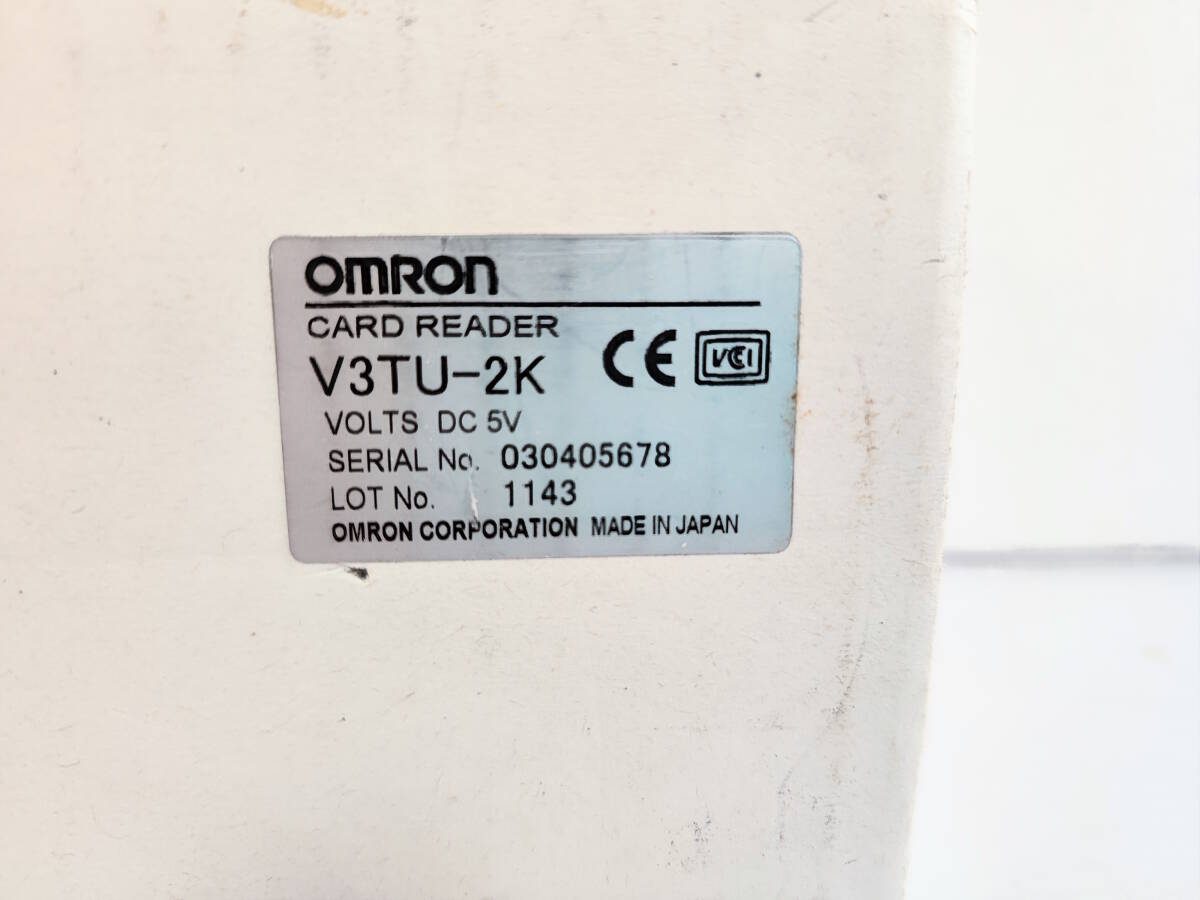 OMRON
CARD READER
V3TU-2K
CE
VCCI
VOLTS DC 5V
SERIAL No. 030405678
LOT No. 1143
OMRON CORPORATION MADE IN JAPAN